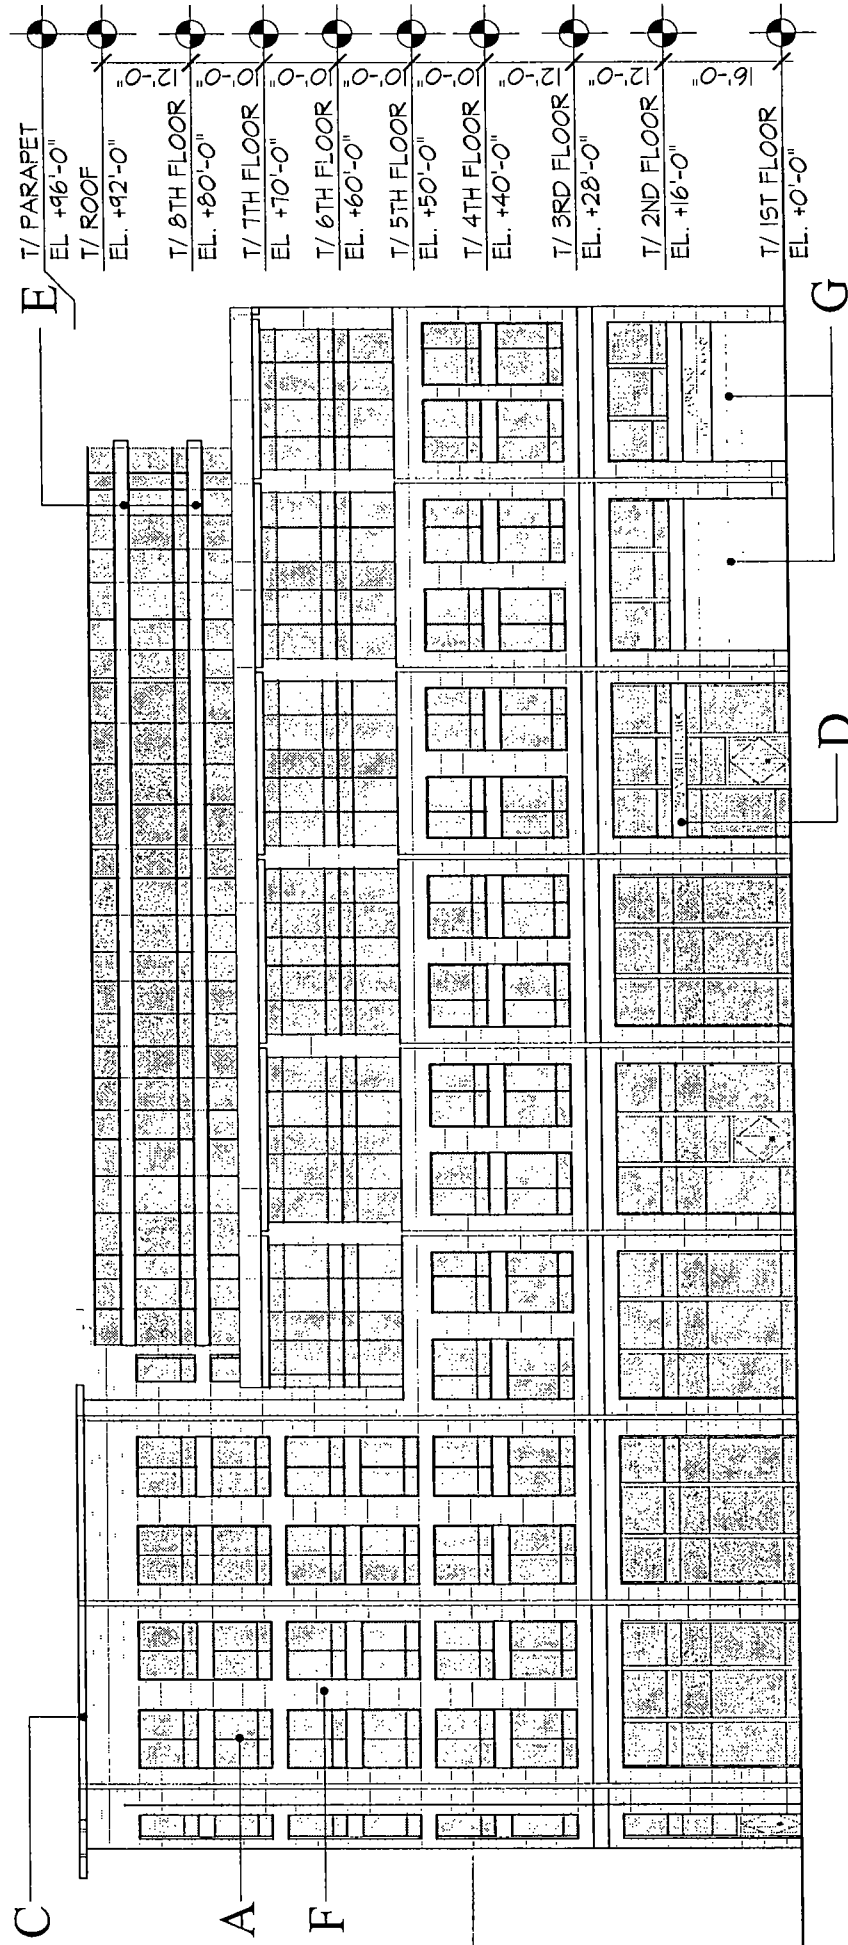 T/ PARAPET
EL. +96'-0"
T/ ROOF
EL. +92'-0"
12'-0"
T/ 8TH FLOOR
EL. +80'-0"
10'-0"
T/ 7TH FLOOR
EL. +70'-0"
10'-0"
T/ 6TH FLOOR
EL. +60'-0"
10'-0"
T/ 5TH FLOOR
EL. +50'-0"
10'-0"
T/ 4TH FLOOR
EL. +40'-0"
12'-0"
T/ 3RD FLOOR
EL. +28'-0"
12'-0"
T/ 2ND FLOOR
EL. +16'-0"
16'-0"
T/ 1ST FLOOR
EL. +0'-0"
E
G
D
C
A
F